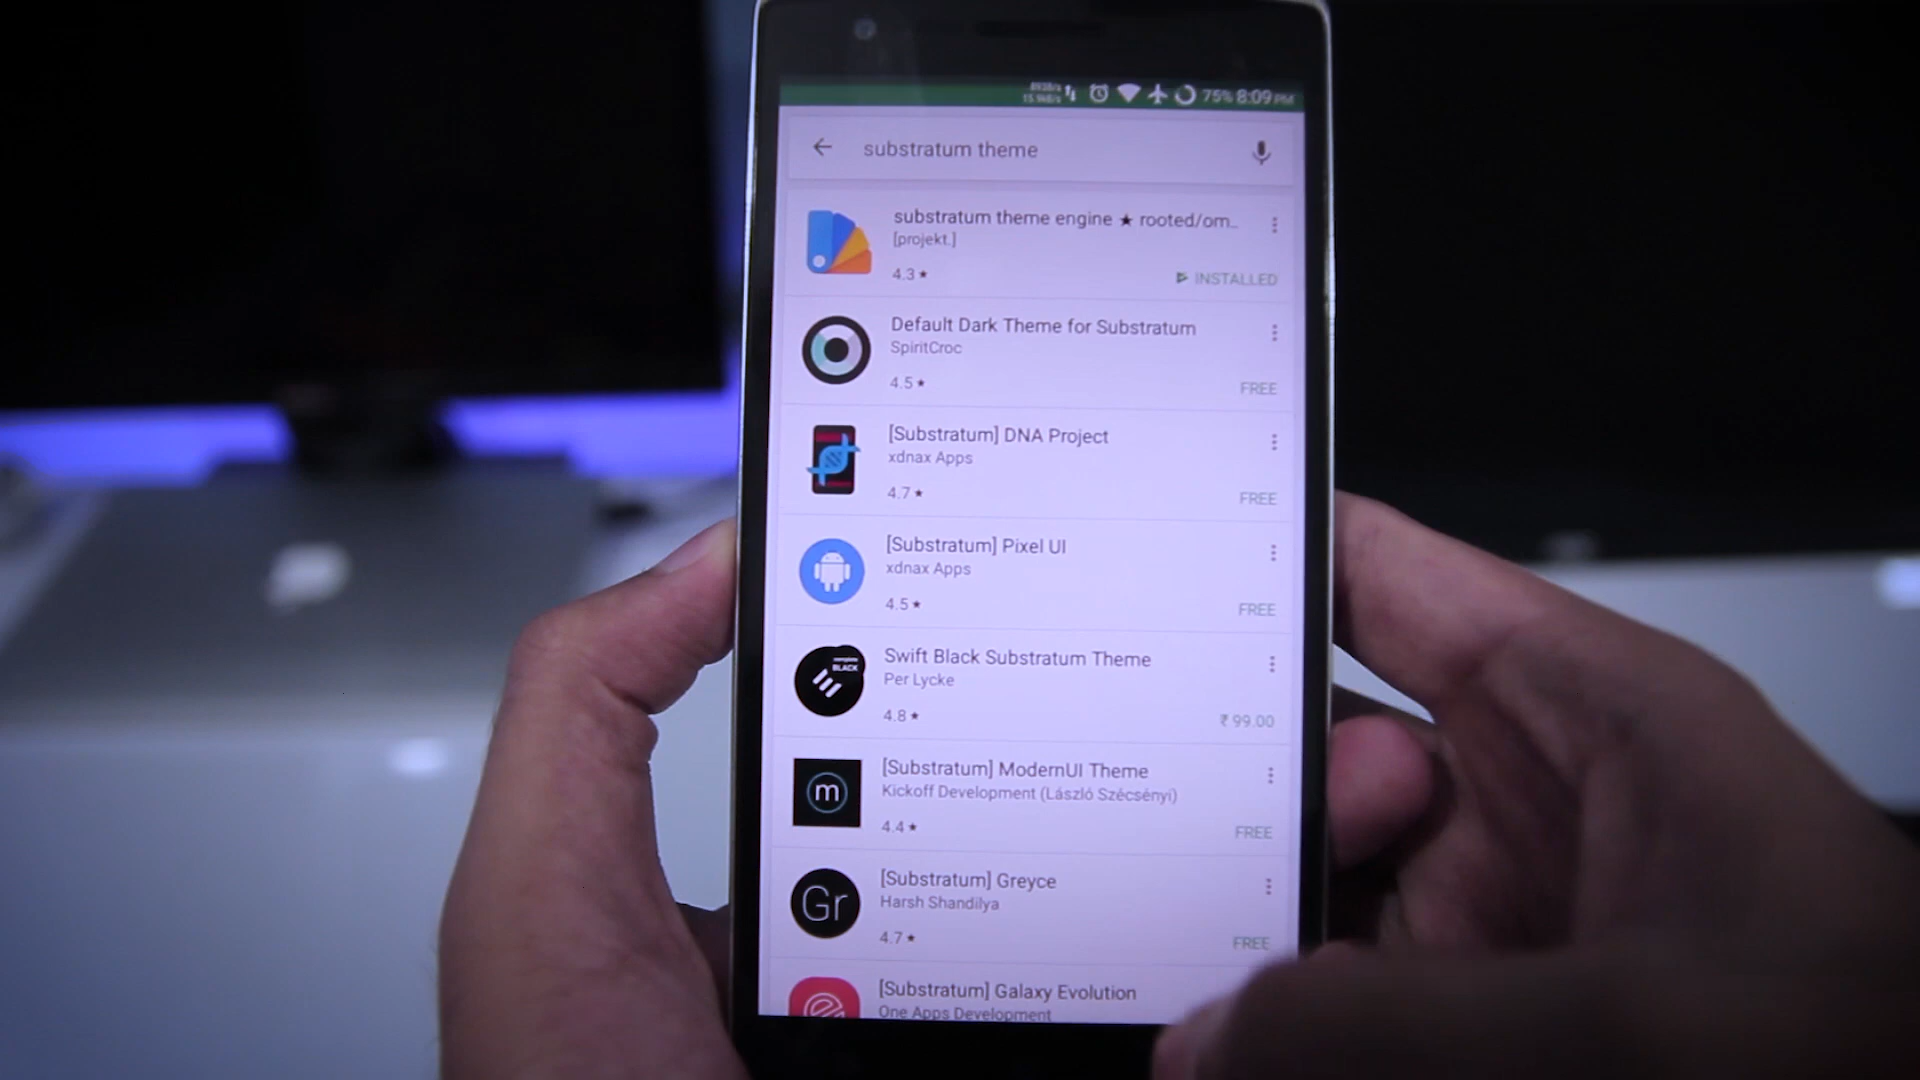 75% 8:09 PM
substratum theme
substratum theme engine ★ rooted/om…
[projekt.]
4.3 ★
INSTALLED
Default Dark Theme for Substratum
SpiritCroc
4.5 ★
FREE
[Substratum] DNA Project
xdnax Apps
4.7 ★
FREE
[Substratum] Pixel UI
xdnax Apps
4.5 ★
FREE
BLACK
Swift Black Substratum Theme
Per Lycke
4.8 ★
₹ 99.00
m
[Substratum] ModernUI Theme
Kickoff Development (László Szécsényi)
4.4 ★
FREE
Gr
[Substratum] Greyce
Harsh Shandilya
4.7 ★
FREE
[Substratum] Galaxy Evolution
One Apps Development